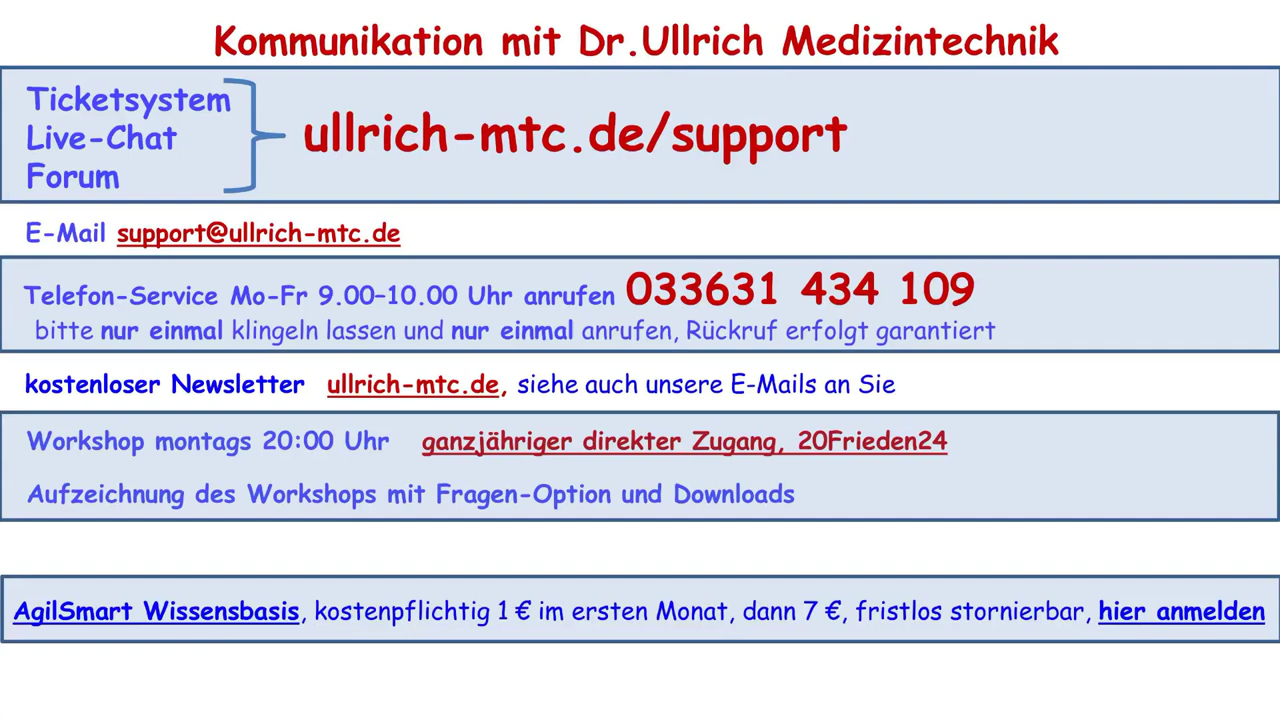 Kommunikation mit Dr.Ullrich Medizintechnik
Ticketsystem
Live-Chat
Forum
ullrich-mtc.de/support
E-Mail support@ullrich-mtc.de
Telefon-Service Mo-Fr 9.00–10.00 Uhr anrufen 033631 434 109
bitte nur einmal klingeln lassen und nur einmal anrufen, Rückruf erfolgt garantiert
kostenloser Newsletter ullrich-mtc.de, siehe auch unsere E-Mails an Sie
Workshop montags 20:00 Uhr ganzjähriger direkter Zugang, 20Frieden24
Aufzeichnung des Workshops mit Fragen-Option und Downloads
AgilSmart Wissensbasis, kostenpflichtig 1 € im ersten Monat, dann 7 €, fristlos stornierbar, hier anmelden